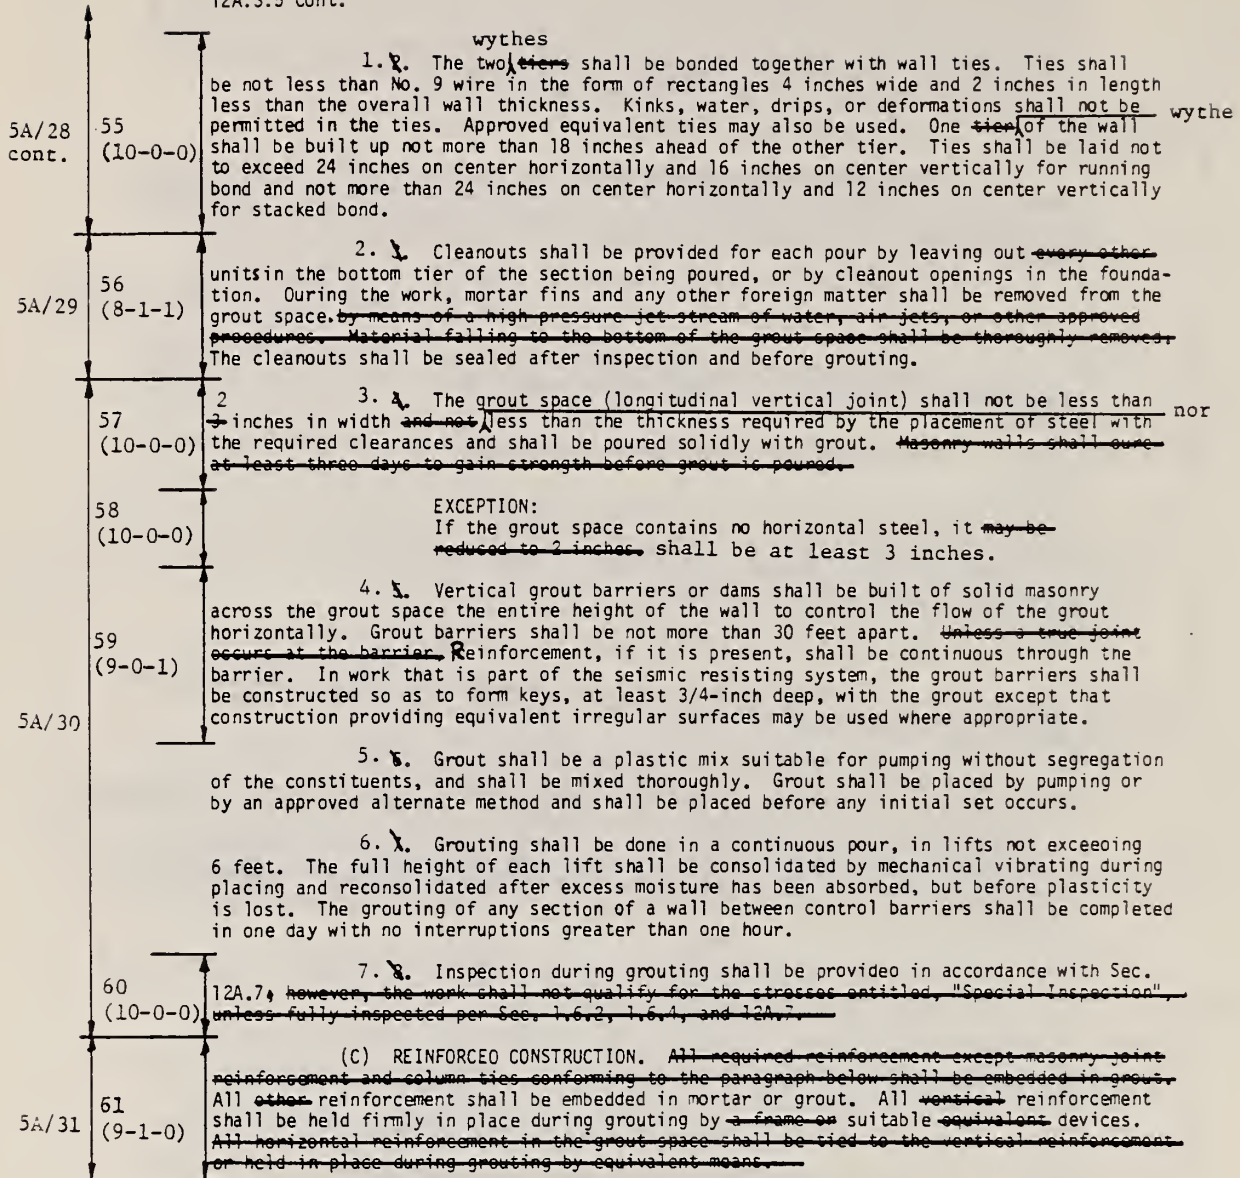 12A.3.5 Cont.
wythes
1. 2. The two tiers shall be bonded together with wall ties. Ties shall
be not less than No. 9 wire in the form of rectangles 4 inches wide and 2 inches in length
less than the overall wall thickness. Kinks, water, drips, or deformations shall not be
wythe
5A/28 55 permitted in the ties. Approved equivalent ties may also be used. One tier of the wall
cont. (10-0-0) shall be built up not more than 18 inches ahead of the other tier. Ties shall be laid not
to exceed 24 inches on center horizontally and 16 inches on center vertically for running
bond and not more than 24 inches on center horizontally and 12 inches on center vertically
for stacked bond.
2. 3. Cleanouts shall be provided for each pour by leaving out every other
56 units in the bottom tier of the section being poured, or by cleanout openings in the founda-
5A/29 (8-1-1) tion. Ouring the work, mortar fins and any other foreign matter shall be removed from the
grout space. by means of a high pressure jet stream of water, air jets, or other approved
procedures. Material falling to the bottom of the grout space shall be thoroughly removed.
The cleanouts shall be sealed after inspection and before grouting.
2 3. 4. The grout space (longitudinal vertical joint) shall not be less than
nor
57 3 inches in width and not less than the thickness required by the placement of steel with
(10-0-0) the required clearances and shall be poured solidly with grout. Masonry walls shall cure
at least three days to gain strength before grout is poured.
58 EXCEPTION:
(10-0-0) If the grout space contains no horizontal steel, it may be
reduced to 2 inches. shall be at least 3 inches.
4. 5. Vertical grout barriers or dams shall be built of solid masonry
across the grout space the entire height of the wall to control the flow of the grout
59 horizontally. Grout barriers shall be not more than 30 feet apart. Unless a true joint
(9-0-1) occurs at the barrier, Reinforcement, if it is present, shall be continuous through the
barrier. In work that is part of the seismic resisting system, the grout barriers shall
be constructed so as to form keys, at least 3/4-inch deep, with the grout except that
5A/30 construction providing equivalent irregular surfaces may be used where appropriate.
5. 6. Grout shall be a plastic mix suitable for pumping without segregation
of the constituents, and shall be mixed thoroughly. Grout shall be placed by pumping or
by an approved alternate method and shall be placed before any initial set occurs.
6. 7. Grouting shall be done in a continuous pour, in lifts not exceeoing
6 feet. The full height of each lift shall be consolidated by mechanical vibrating during
placing and reconsolidated after excess moisture has been absorbed, but before plasticity
is lost. The grouting of any section of a wall between control barriers shall be completed
in one day with no interruptions greater than one hour.
7. 8. Inspection during grouting shall be provideo in accordance with Sec.
60 12A.7, however, the work shall not qualify for the stresses entitled, "Special Inspection",
(10-0-0) unless fully inspected per Sec. 1.6.2, 1.6.4, and 12A.7.
(C) REINFORCEO CONSTRUCTION. All required reinforcement except masonry joint
reinforcement and column ties conforming to the paragraph below shall be embedded in grout.
61 All other reinforcement shall be embedded in mortar or grout. All vertical reinforcement
5A/31 (9-1-0) shall be held firmly in place during grouting by a frame or suitable equivalent devices.
All horizontal reinforcement in the grout space shall be tied to the vertical reinforcement
or held in place during grouting by equivalent means.